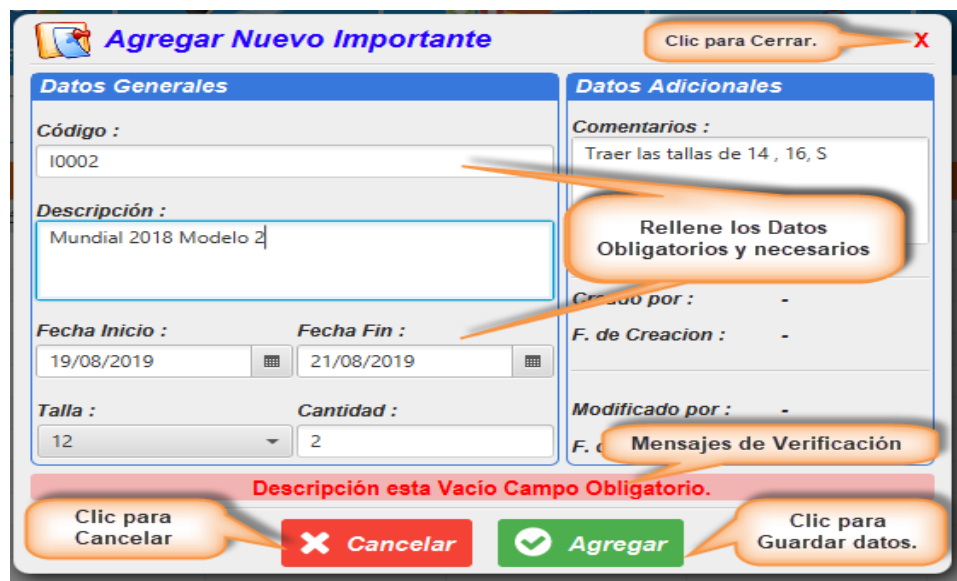 Agregar Nuevo Importante
Clic para Cerrar.
X
Datos Generales
Código :
I0002
Descripción :
Mundial 2018 Modelo 2
Fecha Inicio :
Fecha Fin :
19/08/2019
21/08/2019
Talla :
Cantidad :
12
2
Datos Adicionales
Comentarios :
Traer las tallas de 14 , 16, S
Rellene los Datos
Obligatorios y necesarios
Creado por : -
F. de Creacion : -
Modificado por : -
F.
Mensajes de Verificación
Descripción esta Vacío Campo Obligatorio.
Clic para
Cancelar
Cancelar
Agregar
Clic para
Guardar datos.